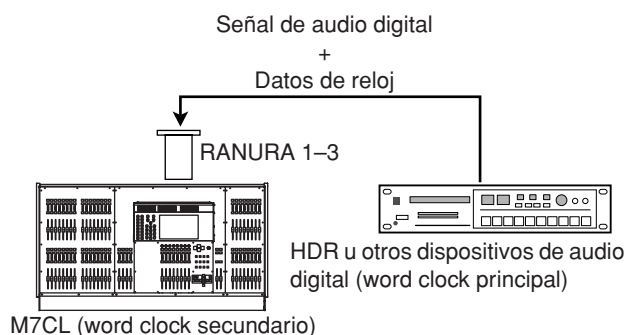 Señal de audio digital
+
Datos de reloj
RANURA 1–3
HDR u otros dispositivos de audio
digital (word clock principal)
M7CL (word clock secundario)